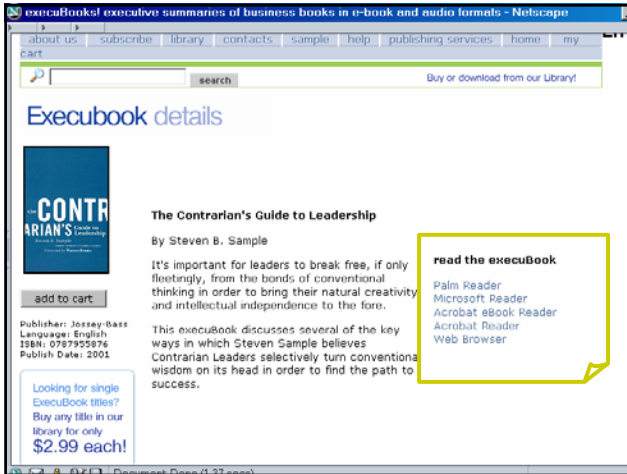 execuBooks! executive summaries of business books in e-book and audio formats - Netscape
about us subscribe library contacts sample help publishing services home my
cart
search
Buy or download from our Library!
Execubook details
the CONTR
ARIAN'S Guide to
Leadership
The Contrarian's Guide to Leadership
By Steven B. Sample
It's important for leaders to break free, if only
fleetingly, from the bonds of conventional
thinking in order to bring their natural creativity
and intellectual independence to the fore.
This execuBook discusses several of the key
ways in which Steven Sample believes
Contrarian Leaders selectively turn conventiona
wisdom on its head in order to find the path to
success.
read the execuBook
Palm Reader
Microsoft Reader
Acrobat eBook Reader
Acrobat Reader
Web Browser
add to cart
Publisher: Jossey-Bass
Language: English
ISBN: 0787955876
Publish Date: 2001
Looking for single
ExecuBook titles?
Buy any title in our
library for only
$2.99 each!
Document: Done (1.37 secs)